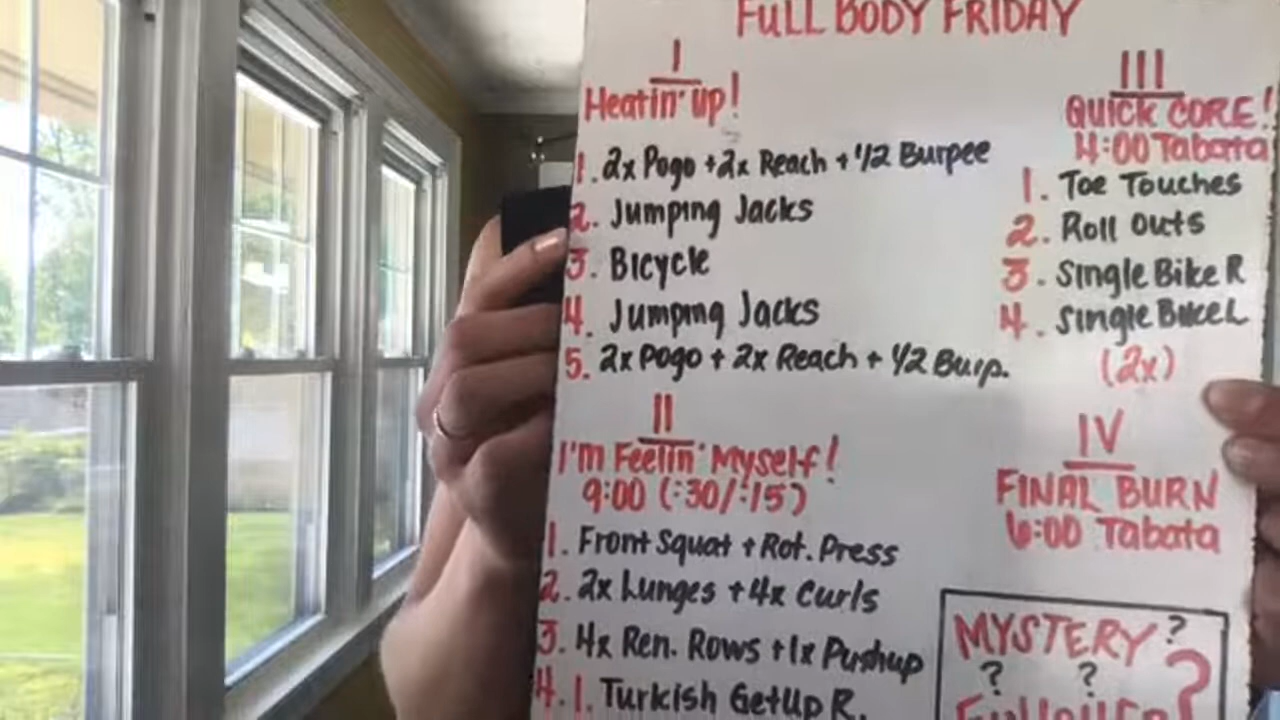 FULL BODY FRIDAY
I
Heatin' up!
1. 2x Pogo + 2x Reach + 1/2 Burpee
2. Jumping Jacks
3. Bicycle
4. Jumping Jacks
5. 2x Pogo + 2x Reach + 1/2 Burp.
II
I'm Feelin' Myself!
9:00 (:30/:15)
1. Front Squat + Rot. Press
2. 2x Lunges + 4x Curls
3. 4x Ren. Rows + 1x Pushup
4. 1. Turkish GetUp R.
III
QUICK CORE!
4:00 Tabata
1. Toe Touches
2. Roll Outs
3. Single Bike R
4. Single Bike L
(2x)
IV
FINAL BURN
6:00 Tabata
MYSTERY ?
? ? ?